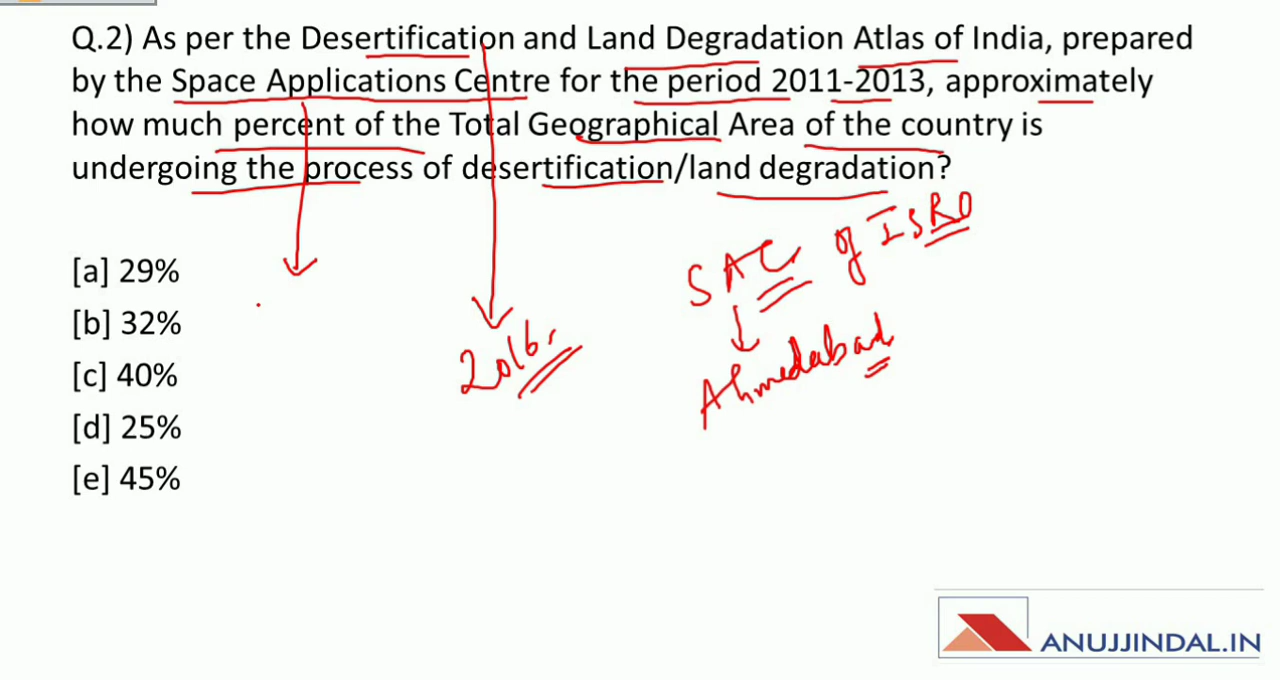 Q.2) As per the Desertification and Land Degradation Atlas of India, prepared
by the Space Applications Centre for the period 2011-2013, approximately
how much percent of the Total Geographical Area of the country is
undergoing the process of desertification/land degradation?
SAC of ISRO
[a] 29%
[b] 32%
2016.
Ahmedabad
[c] 40%
[d] 25%
[e] 45%
ANUJJINDAL.IN